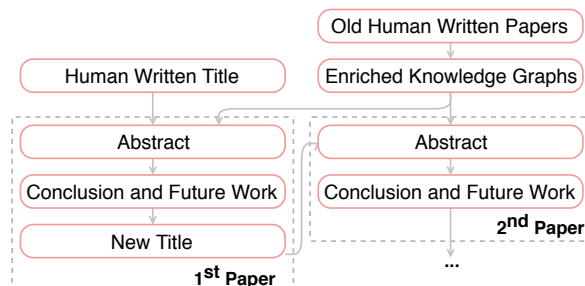 Old Human Written Papers
Human Written Title
Enriched Knowledge Graphs
Abstract
Conclusion and Future Work
New Title
1st Paper
Abstract
Conclusion and Future Work
2nd Paper
...